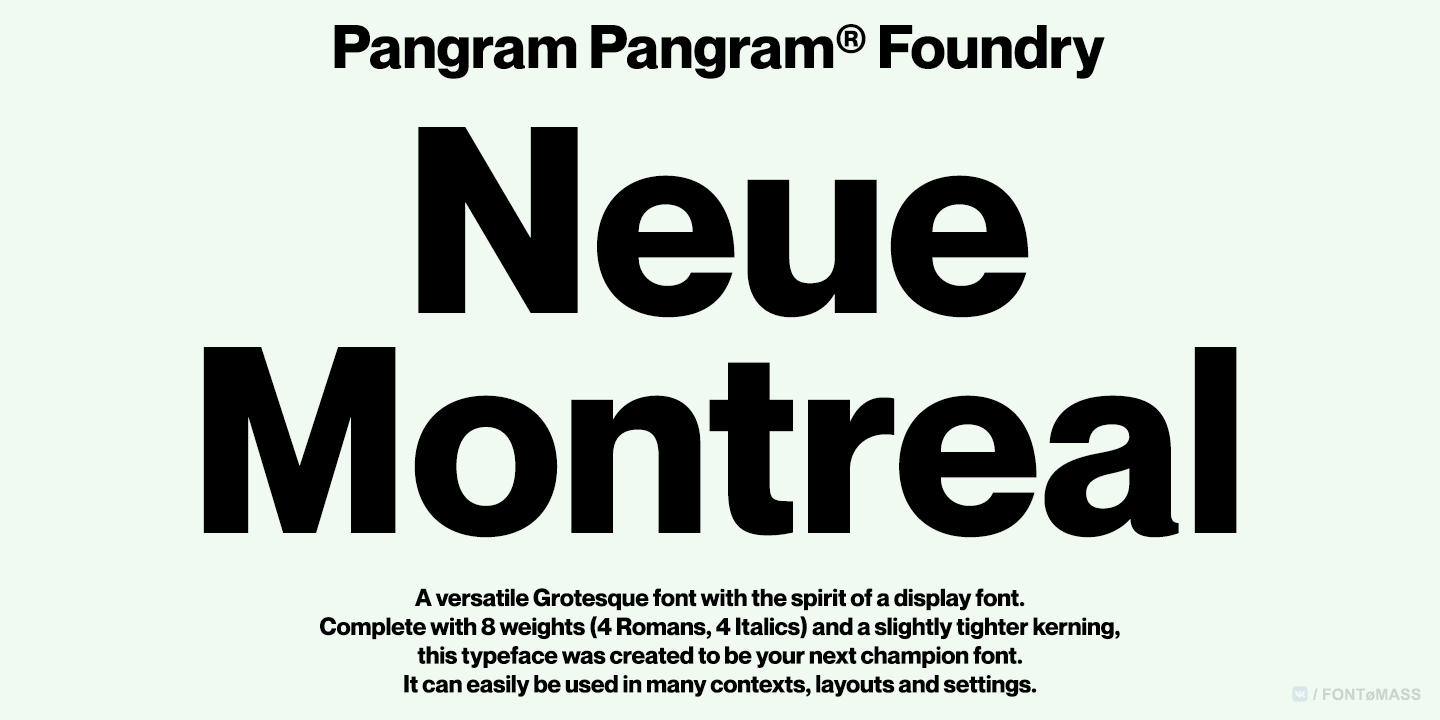 Pangram Pangram® Foundry
Neue
Montreal
A versatile Grotesque font with the spirit of a display font.
Complete with 8 weights (4 Romans, 4 Italics) and a slightly tighter kerning,
this typeface was created to be your next champion font.
It can easily be used in many contexts, layouts and settings.
/ FONTøMASS